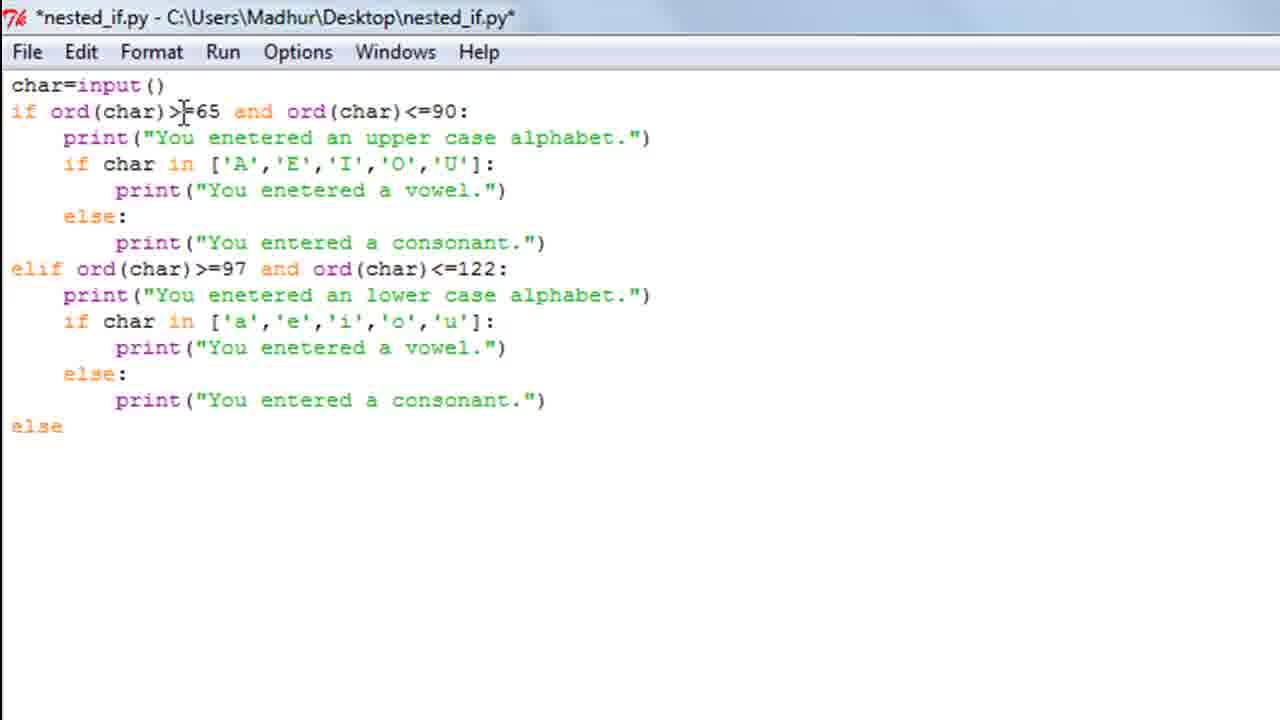 *nested_if.py - C:\Users\Madhur\Desktop\nested_if.py*
File Edit Format Run Options Windows Help
char=input()
if ord(char)>=65 and ord(char)<=90:
    print("You enetered an upper case alphabet.")
    if char in ['A','E','I','O','U']:
        print("You enetered a vowel.")
    else:
        print("You entered a consonant.")
elif ord(char)>=97 and ord(char)<=122:
    print("You enetered an lower case alphabet.")
    if char in ['a','e','i','o','u']:
        print("You enetered a vowel.")
    else:
        print("You entered a consonant.")
else